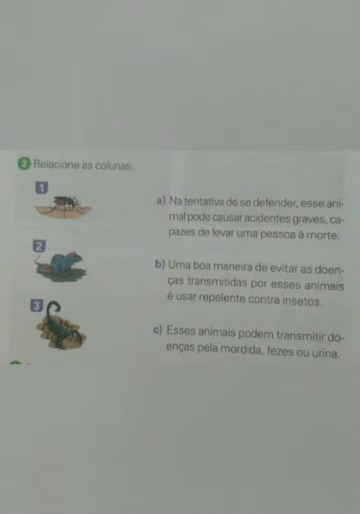 2 Relacione as colunas.
1
a) Na tentativa de se defender, esse ani-
mal pode causar acidentes graves, ca-
pazes de levar uma pessoa à morte.
2
b) Uma boa maneira de evitar as doen-
ças transmitidas por esses animais
é usar repelente contra insetos.
3
c) Esses animais podem transmitir do-
enças pela mordida, fezes ou urina.